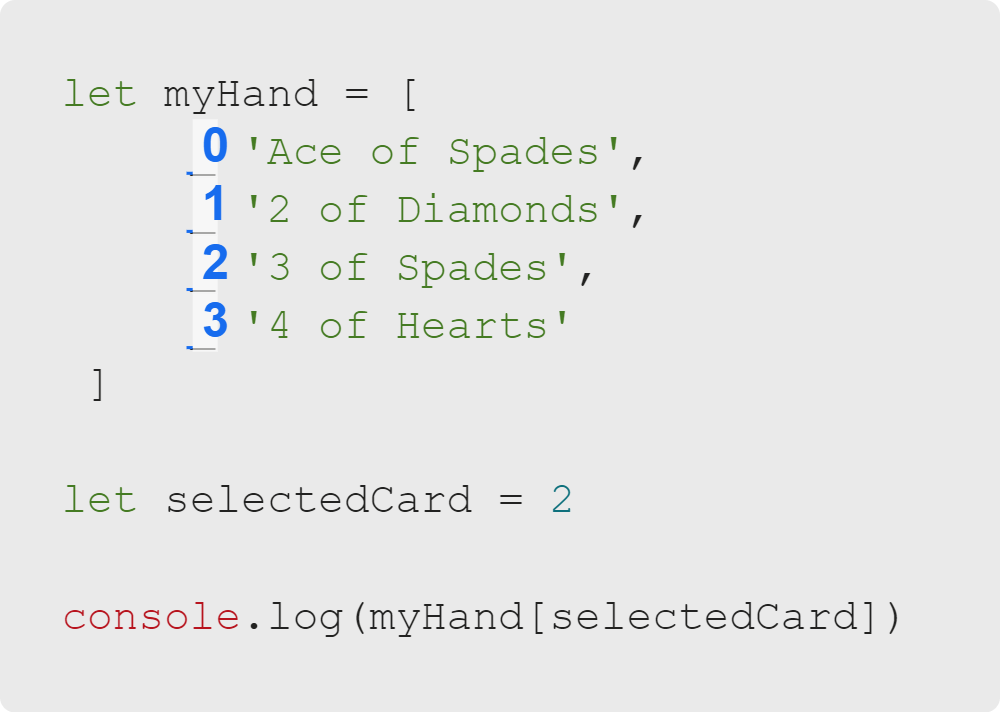 let myHand = [
0 'Ace of Spades',
1 '2 of Diamonds',
2 '3 of Spades',
3 '4 of Hearts'
]
let selectedCard = 2
console.log(myHand[selectedCard])